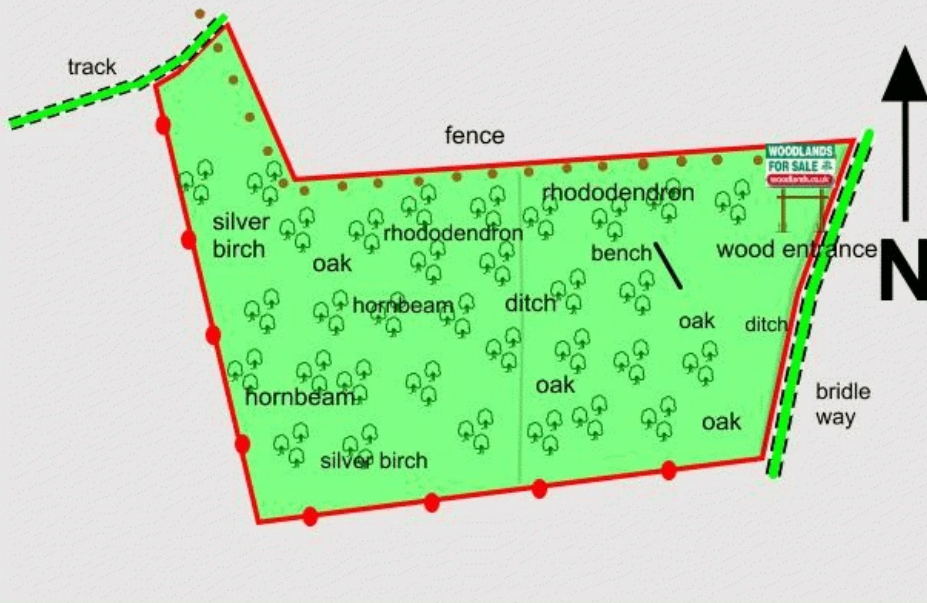 track
fence
WOODLANDS
FOR SALE
woodlands.co.uk
rhododendron
silver
birch
rhododendron
bench
wood entrance
N
oak
hornbeam
ditch
oak
ditch
hornbeam
oak
bridle
way
oak
silver birch